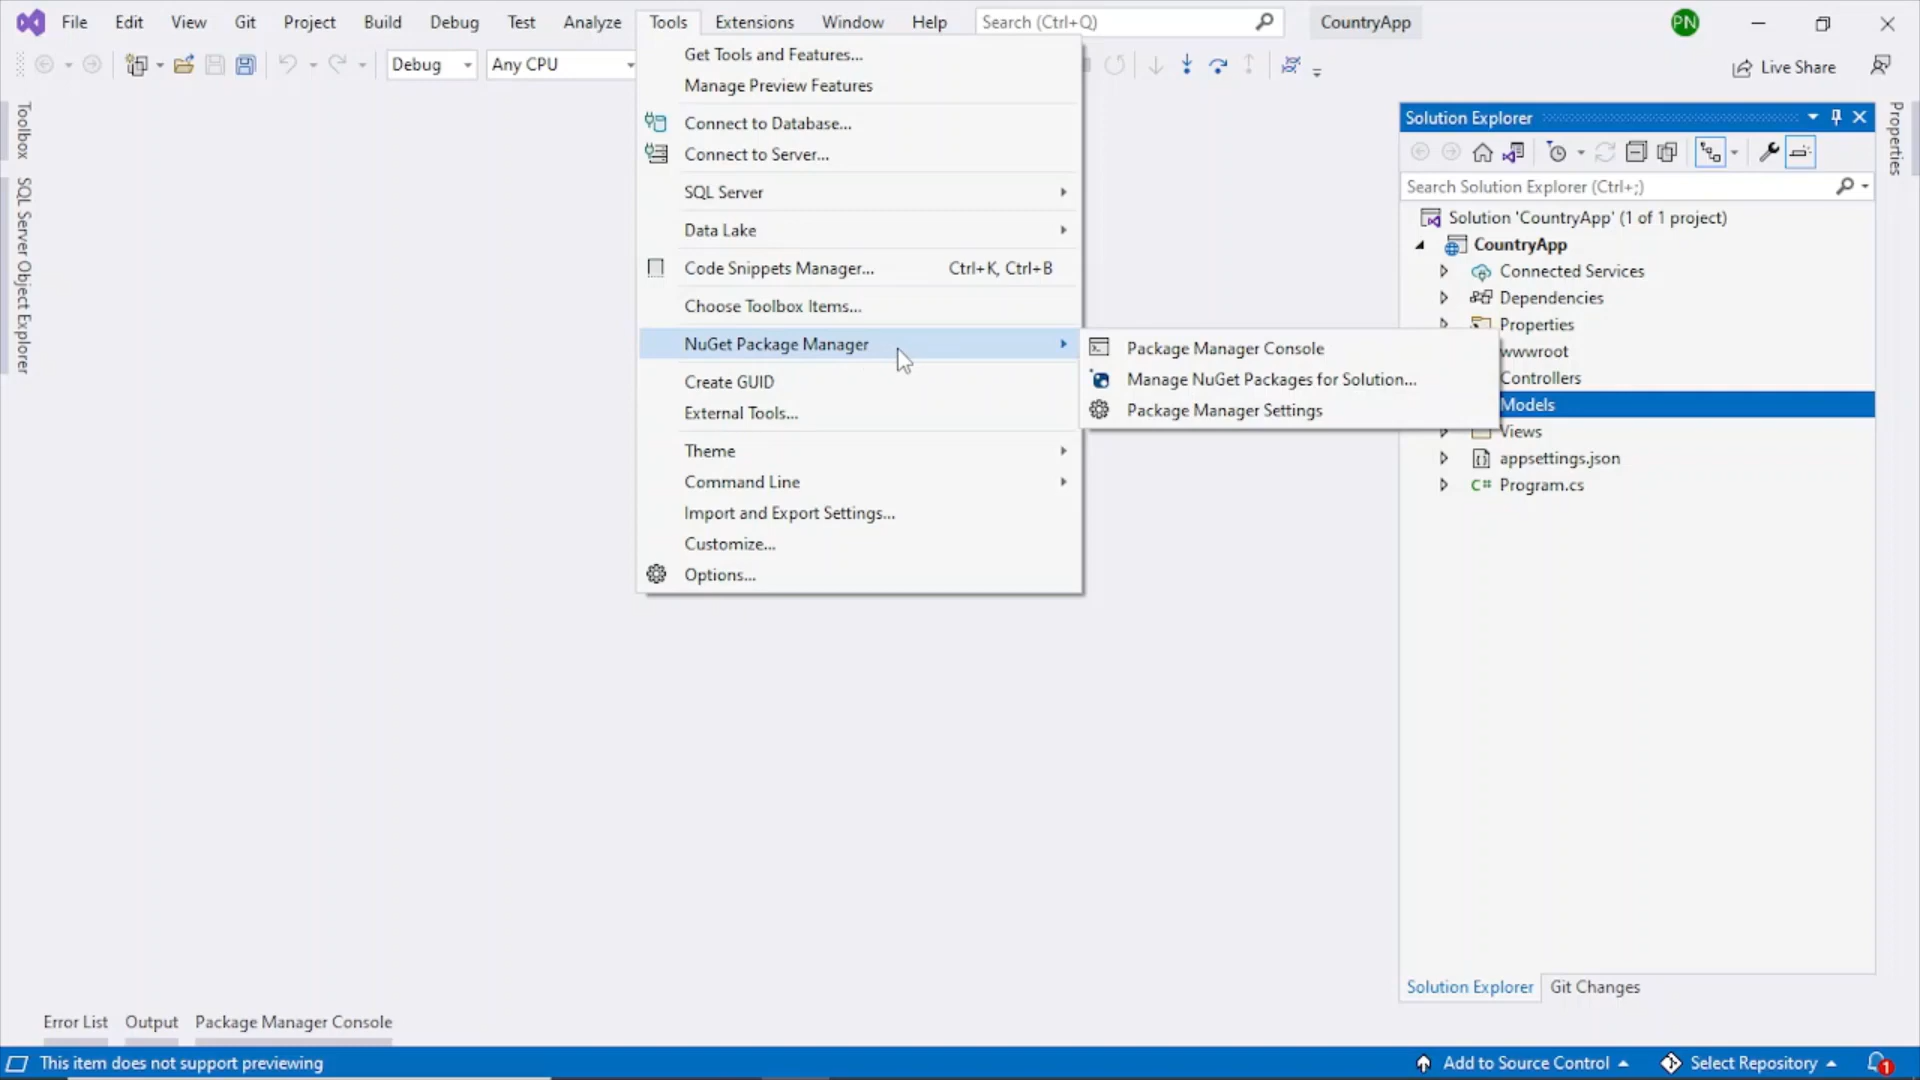 File Edit View Git Project Build Debug Test Analyze Tools Extensions Window Help Search (Ctrl+Q) CountryApp PN
Debug Any CPU Live Share
Toolbox
SQL Server Object Explorer
Get Tools and Features...
Manage Preview Features
Connect to Database...
Connect to Server...
SQL Server
Data Lake
Code Snippets Manager... Ctrl+K, Ctrl+B
Choose Toolbox Items...
NuGet Package Manager
Create GUID
External Tools...
Theme
Command Line
Import and Export Settings...
Customize...
Options...
Package Manager Console
Manage NuGet Packages for Solution...
Package Manager Settings
Solution Explorer
Search Solution Explorer (Ctrl+;)
Solution 'CountryApp' (1 of 1 project)
CountryApp
Connected Services
Dependencies
Properties
wwwroot
Controllers
Models
Views
appsettings.json
C# Program.cs
Solution Explorer Git Changes
Properties
Error List Output Package Manager Console
This item does not support previewing Add to Source Control Select Repository 1